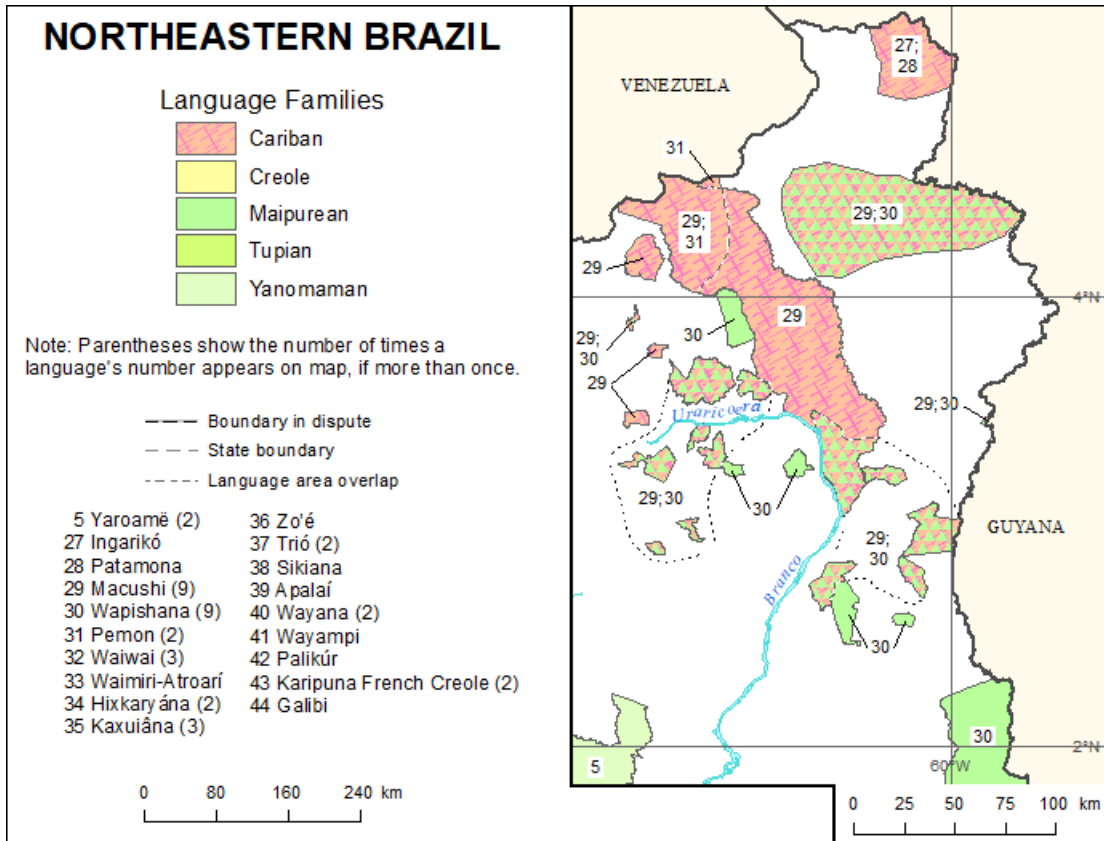 NORTHEASTERN BRAZIL
Language Families
Cariban
Creole
Maipurean
Tupian
Yanomaman
Note: Parentheses show the number of times a
language's number appears on map, if more than once.
Boundary in dispute
State boundary
Language area overlap
5 Yaroamë (2)
27 Ingarikó
28 Patamona
29 Macushi (9)
30 Wapishana (9)
31 Pemon (2)
32 Waiwai (3)
33 Waimiri-Atroarí
34 Hixkaryána (2)
35 Kaxuiâna (3)
36 Zo'é
37 Trió (2)
38 Sikiana
39 Apalaí
40 Wayana (2)
41 Wayampi
42 Palikúr
43 Karipuna French Creole (2)
44 Galibi
0 80 160 240 km
27;
28
VENEZUELA
31
29;
31
29;30
29
4°N
29
30
29;
30
29
29;30
Uraricoera
29;30
30
GUYANA
29;
30
Branco
30
30
2°N
60°W
5
0 25 50 75 100 km